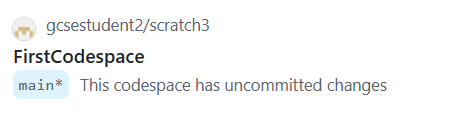 gcsestudent2/scratch3
FirstCodespace
main* This codespace has uncommitted changes